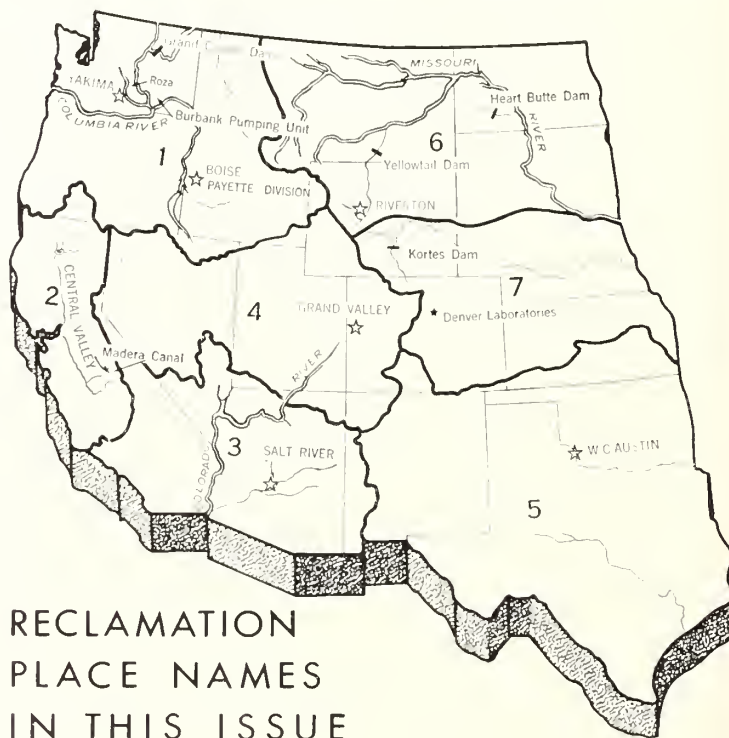 Grand Coulee Dam
MISSOURI
RIVER
YAKIMA
Roza
COLUMBIA RIVER
Burbank Pumping Unit
Heart Butte Dam
1
6
BOISE
PAYETTE DIVISION
Yellowtail Dam
RIVERTON
Kortes Dam
2
CENTRAL VALLEY
4
GRAND VALLEY
7
Denver Laboratories
Madera Canal
RIVER
COLORADO
3
SALT RIVER
W C AUSTIN
5
RECLAMATION
PLACE NAMES
IN THIS ISSUE